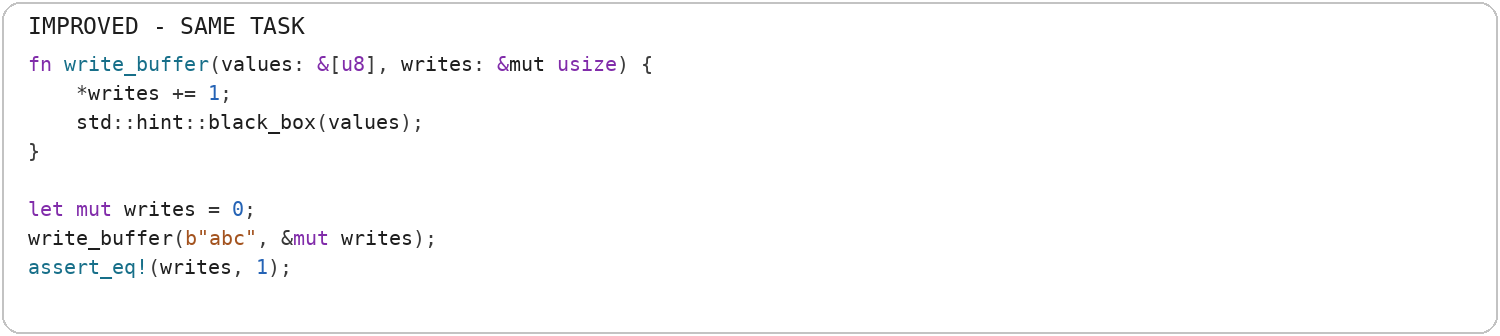 IMPROVED - SAME TASK
fn write_buffer(values: &[u8], writes: &mut usize) {
    *writes += 1;
    std::hint::black_box(values);
}
let mut writes = 0;
write_buffer(b"abc", &mut writes);
assert_eq!(writes, 1);